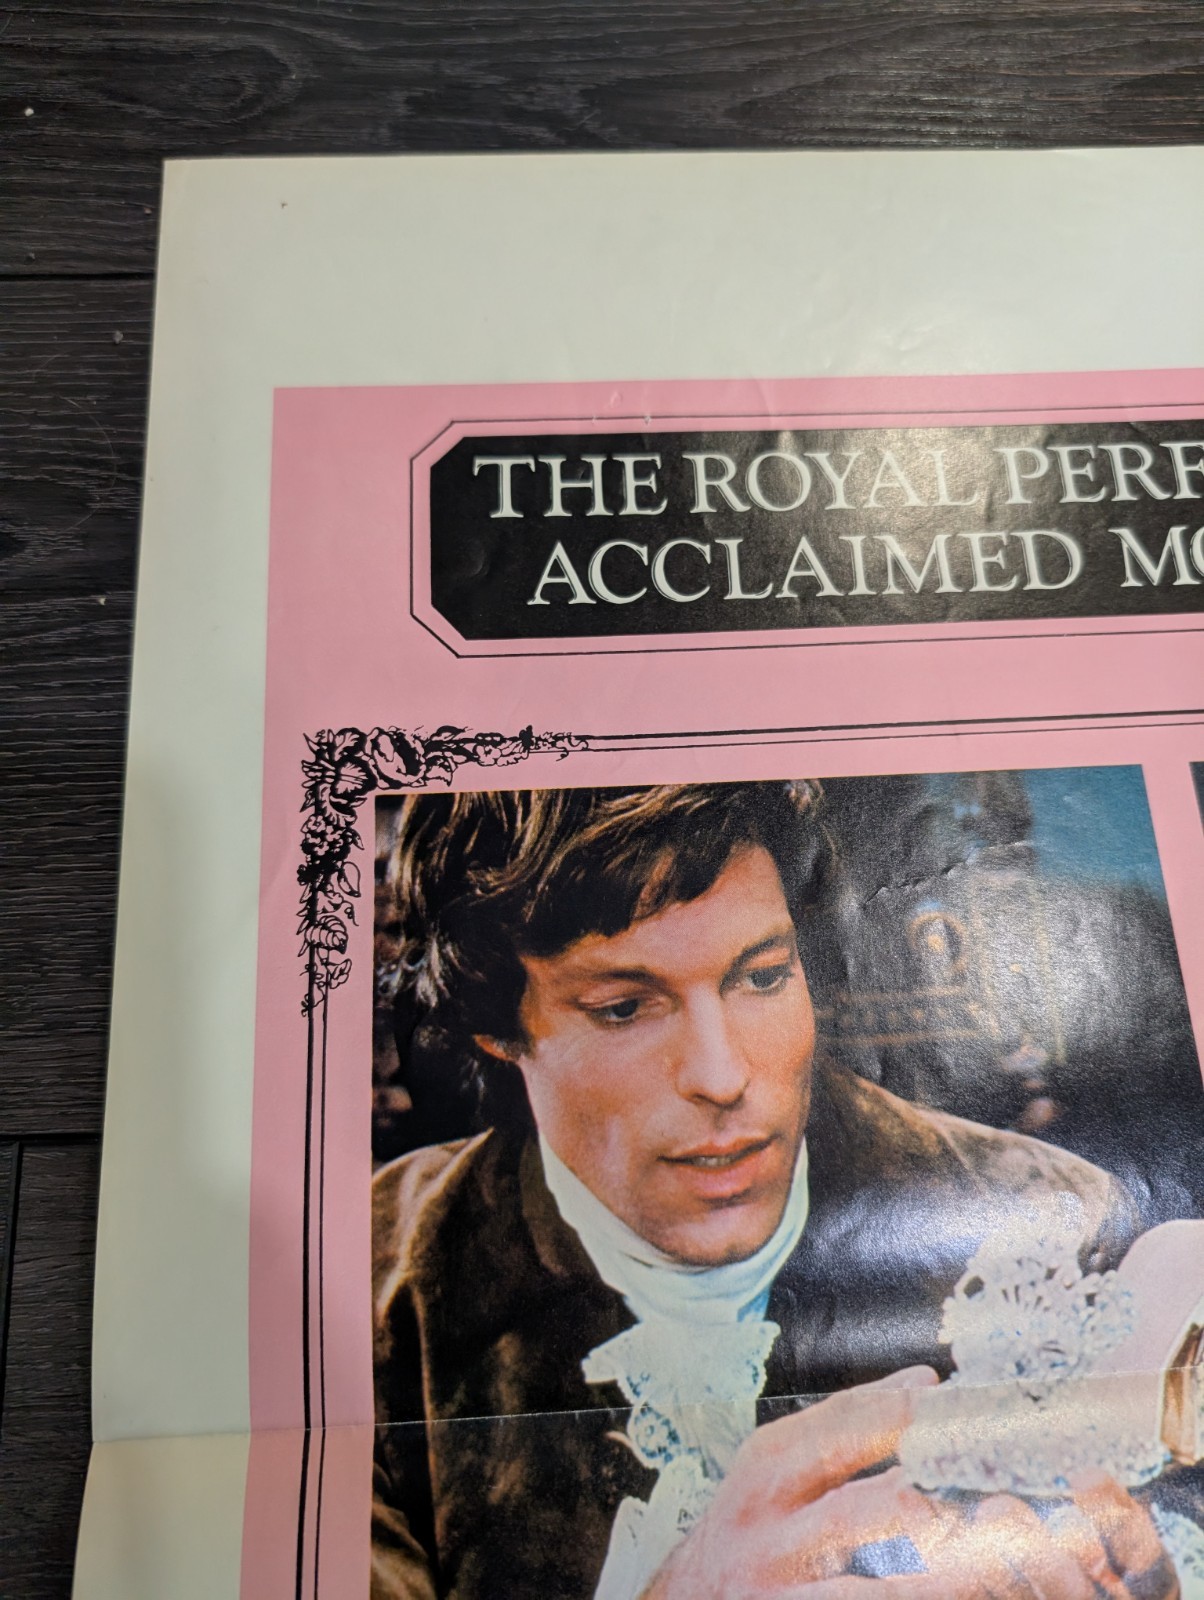 THE ROYAL PERF
ACCLAIMED MO